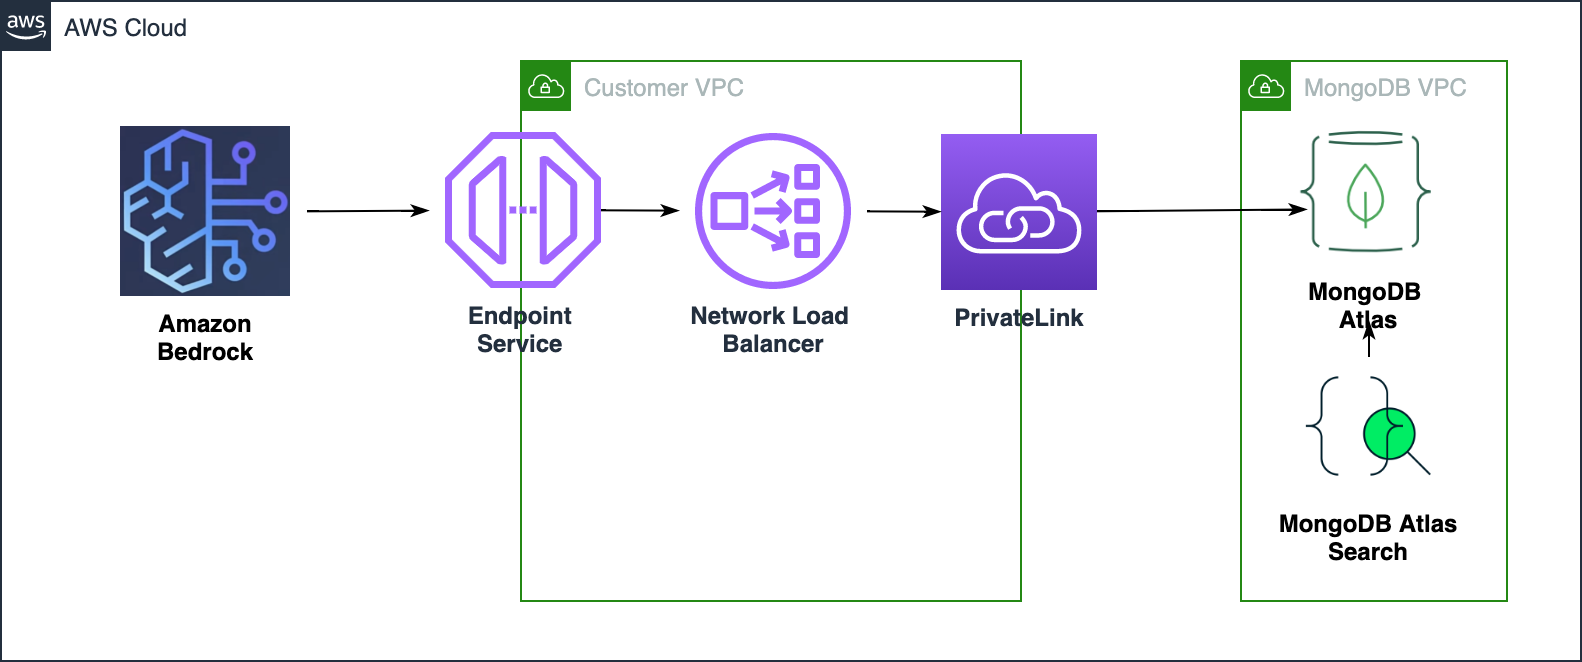 aws
AWS Cloud
Customer VPC
MongoDB VPC
Amazon
Bedrock
Endpoint
Service
Network Load
Balancer
PrivateLink
MongoDB
Atlas
MongoDB Atlas
Search